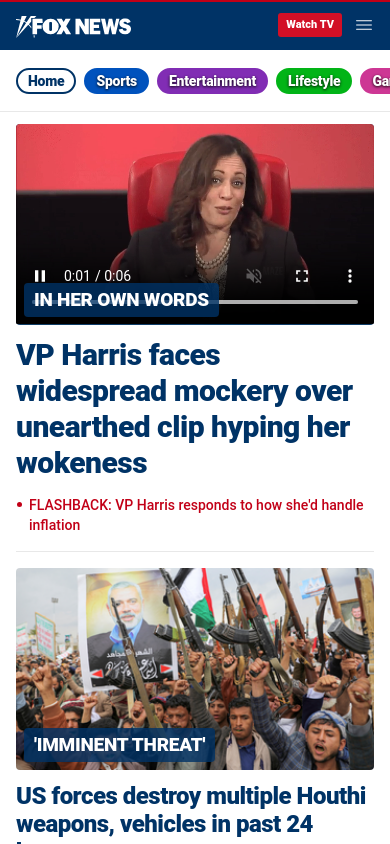 FOX NEWS
Watch TV
Home
Sports
Entertainment
Lifestyle
0:01 / 0:06
IN HER OWN WORDS
VP Harris faces
widespread mockery over
unearthed clip hyping her
wokeness
FLASHBACK: VP Harris responds to how she'd handle
inflation
'IMMINENT THREAT'
US forces destroy multiple Houthi
weapons, vehicles in past 24